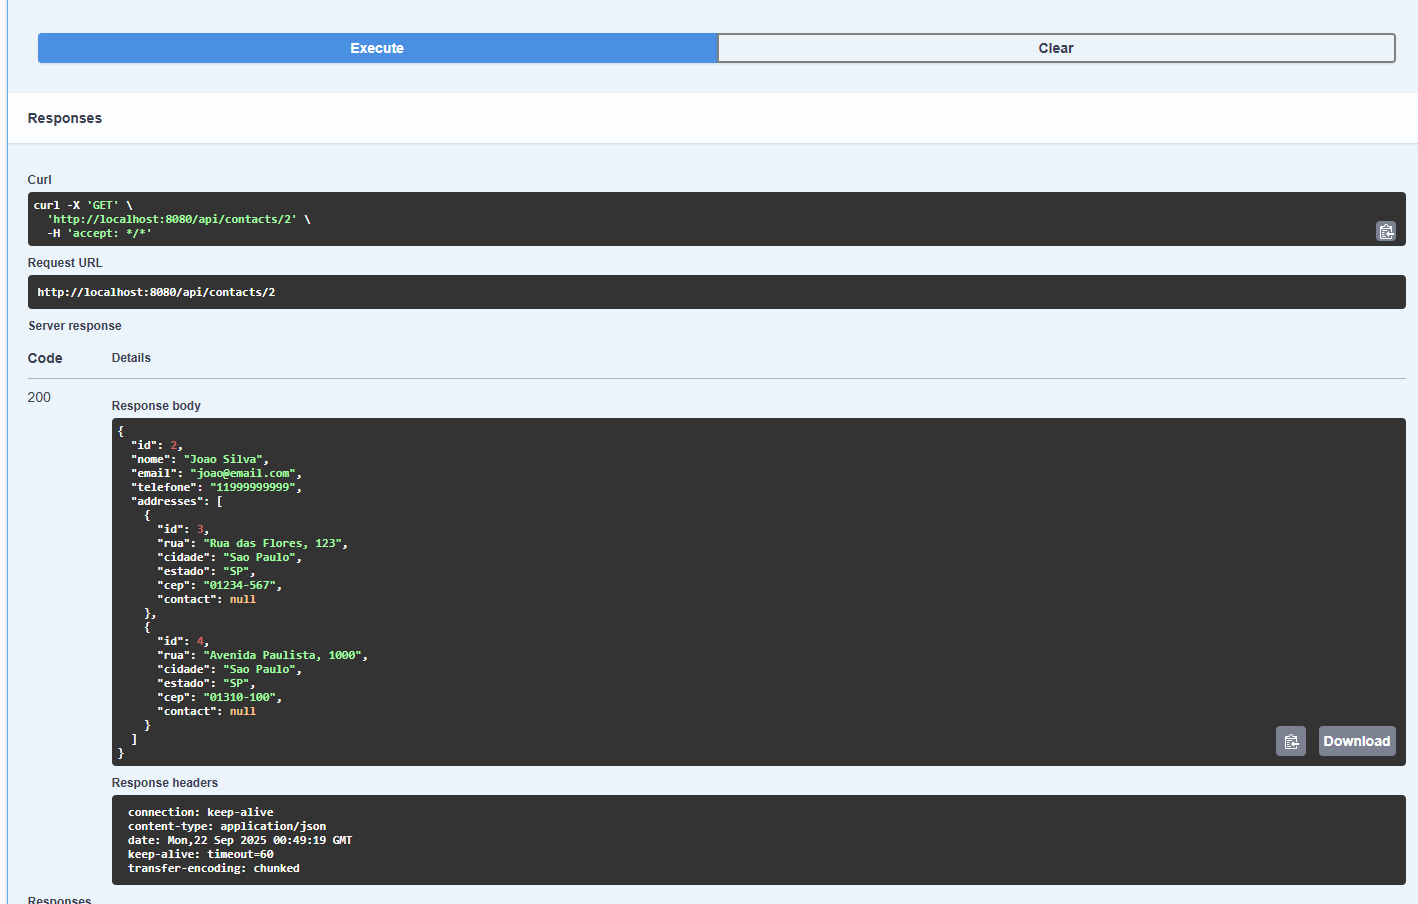 Execute
Clear
Responses
Curl
curl -X 'GET' \
  'http://localhost:8080/api/contacts/2' \
  -H 'accept: */*'
Request URL
http://localhost:8080/api/contacts/2
Server response
Code
Details
200
Response body
{
  "id": 2,
  "nome": "Joao Silva",
  "email": "joao@email.com",
  "telefone": "11999999999",
  "addresses": [
    {
      "id": 3,
      "rua": "Rua das Flores, 123",
      "cidade": "Sao Paulo",
      "estado": "SP",
      "cep": "01234-567",
      "contact": null
    },
    {
      "id": 4,
      "rua": "Avenida Paulista, 1000",
      "cidade": "Sao Paulo",
      "estado": "SP",
      "cep": "01310-100",
      "contact": null
    }
  ]
}
Download
Response headers
connection: keep-alive
content-type: application/json
date: Mon,22 Sep 2025 00:49:19 GMT
keep-alive: timeout=60
transfer-encoding: chunked
Responses